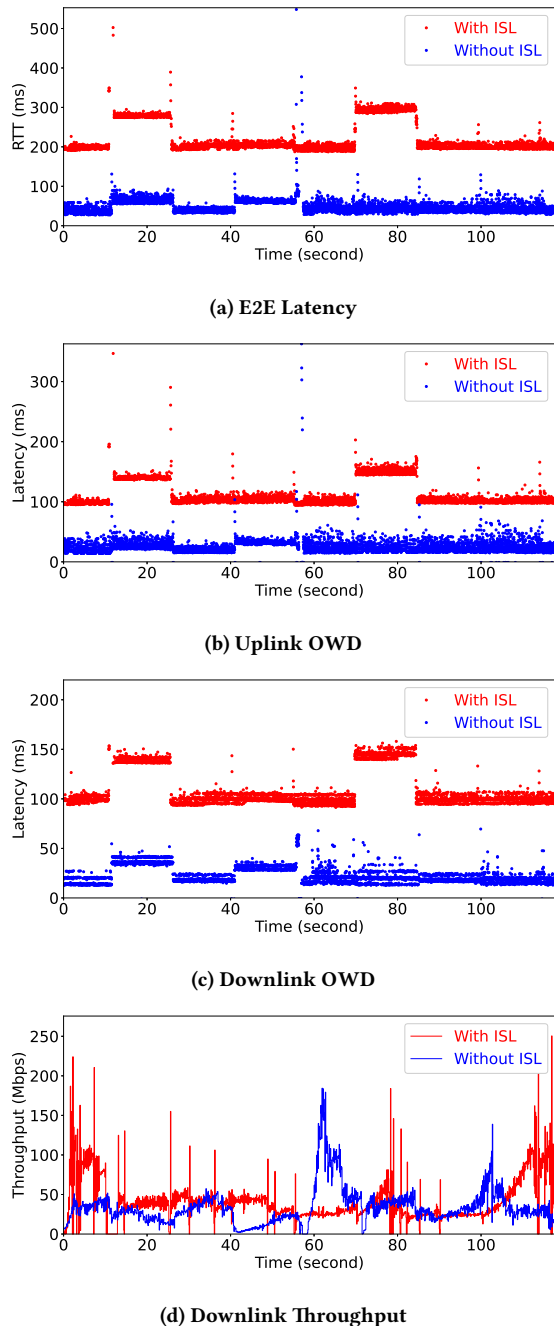 500
400
300
200
100
0
RTT (ms)
With ISL
Without ISL
0 20 40 60 80 100
Time (second)
(a) E2E Latency
300
200
100
0
Latency (ms)
With ISL
Without ISL
0 20 40 60 80 100
Time (second)
(b) Uplink OWD
200
150
100
50
0
Latency (ms)
With ISL
Without ISL
0 20 40 60 80 100
Time (second)
(c) Downlink OWD
250
200
150
100
50
0
Throughput (Mbps)
With ISL
Without ISL
0 20 40 60 80 100
Time (second)
(d) Downlink Throughput